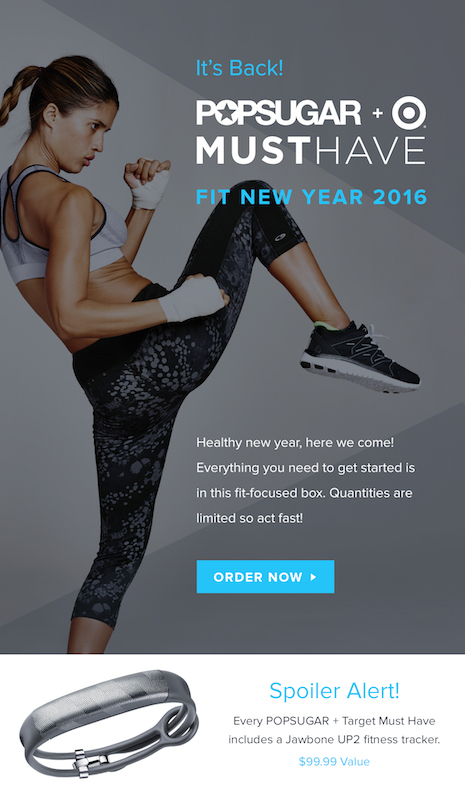 It's Back!
POPSUGAR +
MUSTHAVE
FIT NEW YEAR 2016
Healthy new year, here we come!
Everything you need to get started is
in this fit-focused box. Quantities are
limited so act fast!
ORDER NOW
Spoiler Alert!
Every POPSUGAR + Target Must Have
includes a Jawbone UP2 fitness tracker.
$99.99 Value